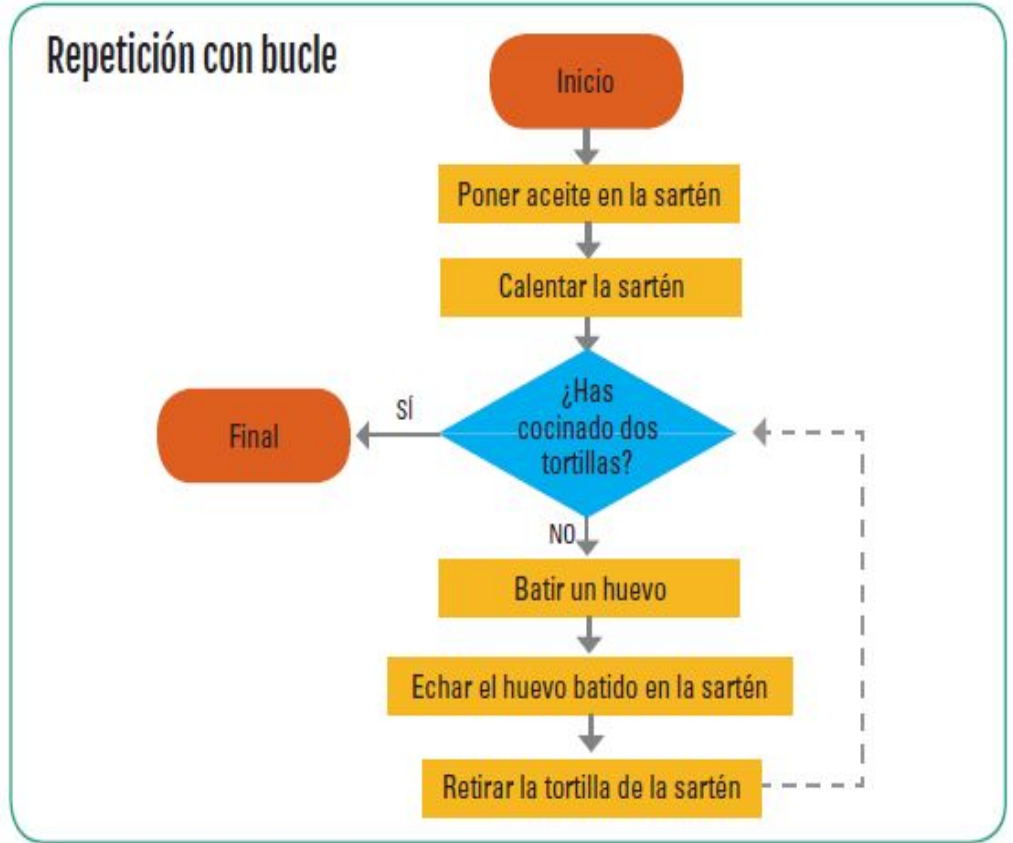 Repetición con bucle
Inicio
Poner aceite en la sartén
Calentar la sartén
¿Has
cocinado dos
tortillas?
SÍ
Final
NO
Batir un huevo
Echar el huevo batido en la sartén
Retirar la tortilla de la sartén